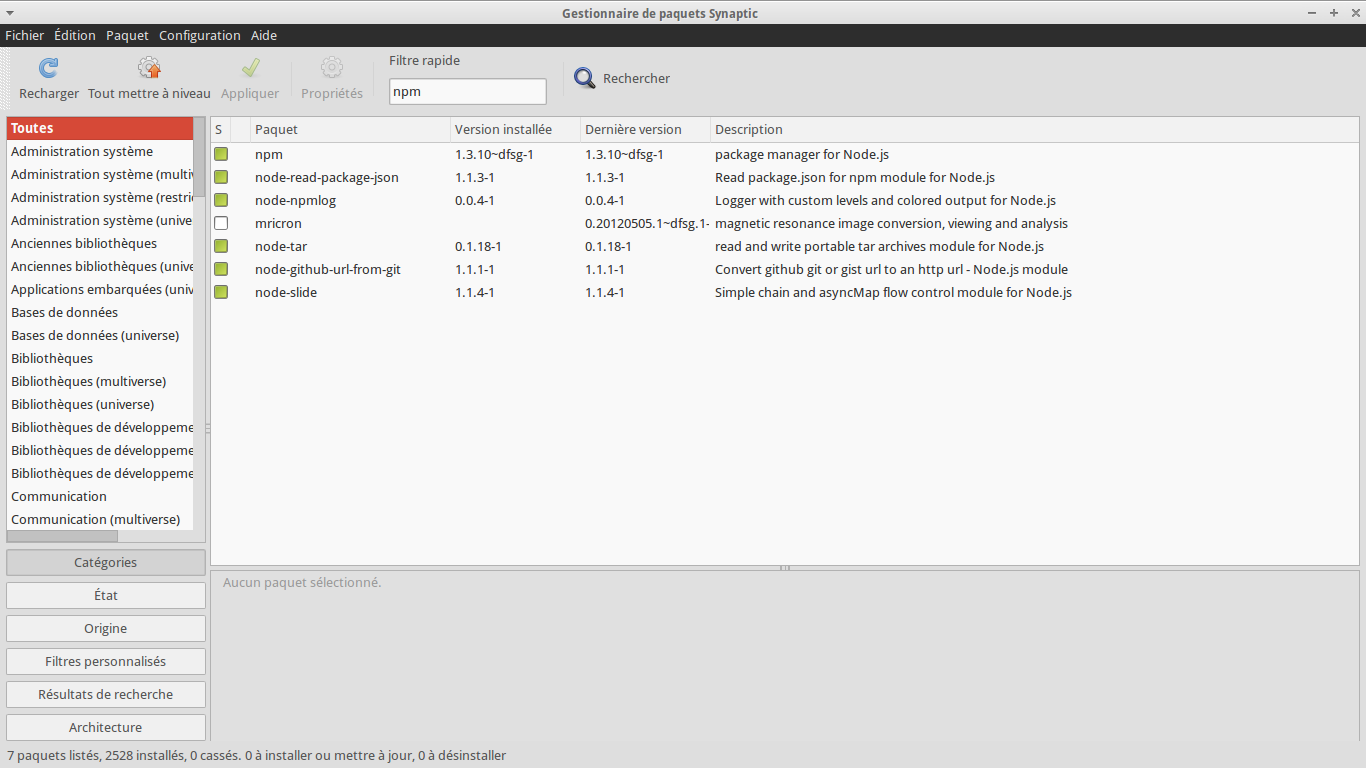 Gestionnaire de paquets Synaptic
Fichier Édition Paquet Configuration Aide
Recharger Tout mettre à niveau Appliquer Propriétés
Filtre rapide
npm
Rechercher
Toutes
Administration système
Administration système (multiv
Administration système (restri
Administration système (unive
Anciennes bibliothèques
Anciennes bibliothèques (unive
Applications embarquées (univ
Bases de données
Bases de données (universe)
Bibliothèques
Bibliothèques (multiverse)
Bibliothèques (universe)
Bibliothèques de développeme
Bibliothèques de développeme
Bibliothèques de développeme
Communication
Communication (multiverse)
Catégories
État
Origine
Filtres personnalisés
Résultats de recherche
Architecture
S Paquet Version installée Dernière version Description
npm 1.3.10~dfsg-1 1.3.10~dfsg-1 package manager for Node.js
node-read-package-json 1.1.3-1 1.1.3-1 Read package.json for npm module for Node.js
node-npmlog 0.0.4-1 0.0.4-1 Logger with custom levels and colored output for Node.js
mricron 0.20120505.1~dfsg.1- magnetic resonance image conversion, viewing and analysis
node-tar 0.1.18-1 0.1.18-1 read and write portable tar archives module for Node.js
node-github-url-from-git 1.1.1-1 1.1.1-1 Convert github git or gist url to an http url - Node.js module
node-slide 1.1.4-1 1.1.4-1 Simple chain and asyncMap flow control module for Node.js
Aucun paquet sélectionné.
7 paquets listés, 2528 installés, 0 cassés. 0 à installer ou mettre à jour, 0 à désinstaller